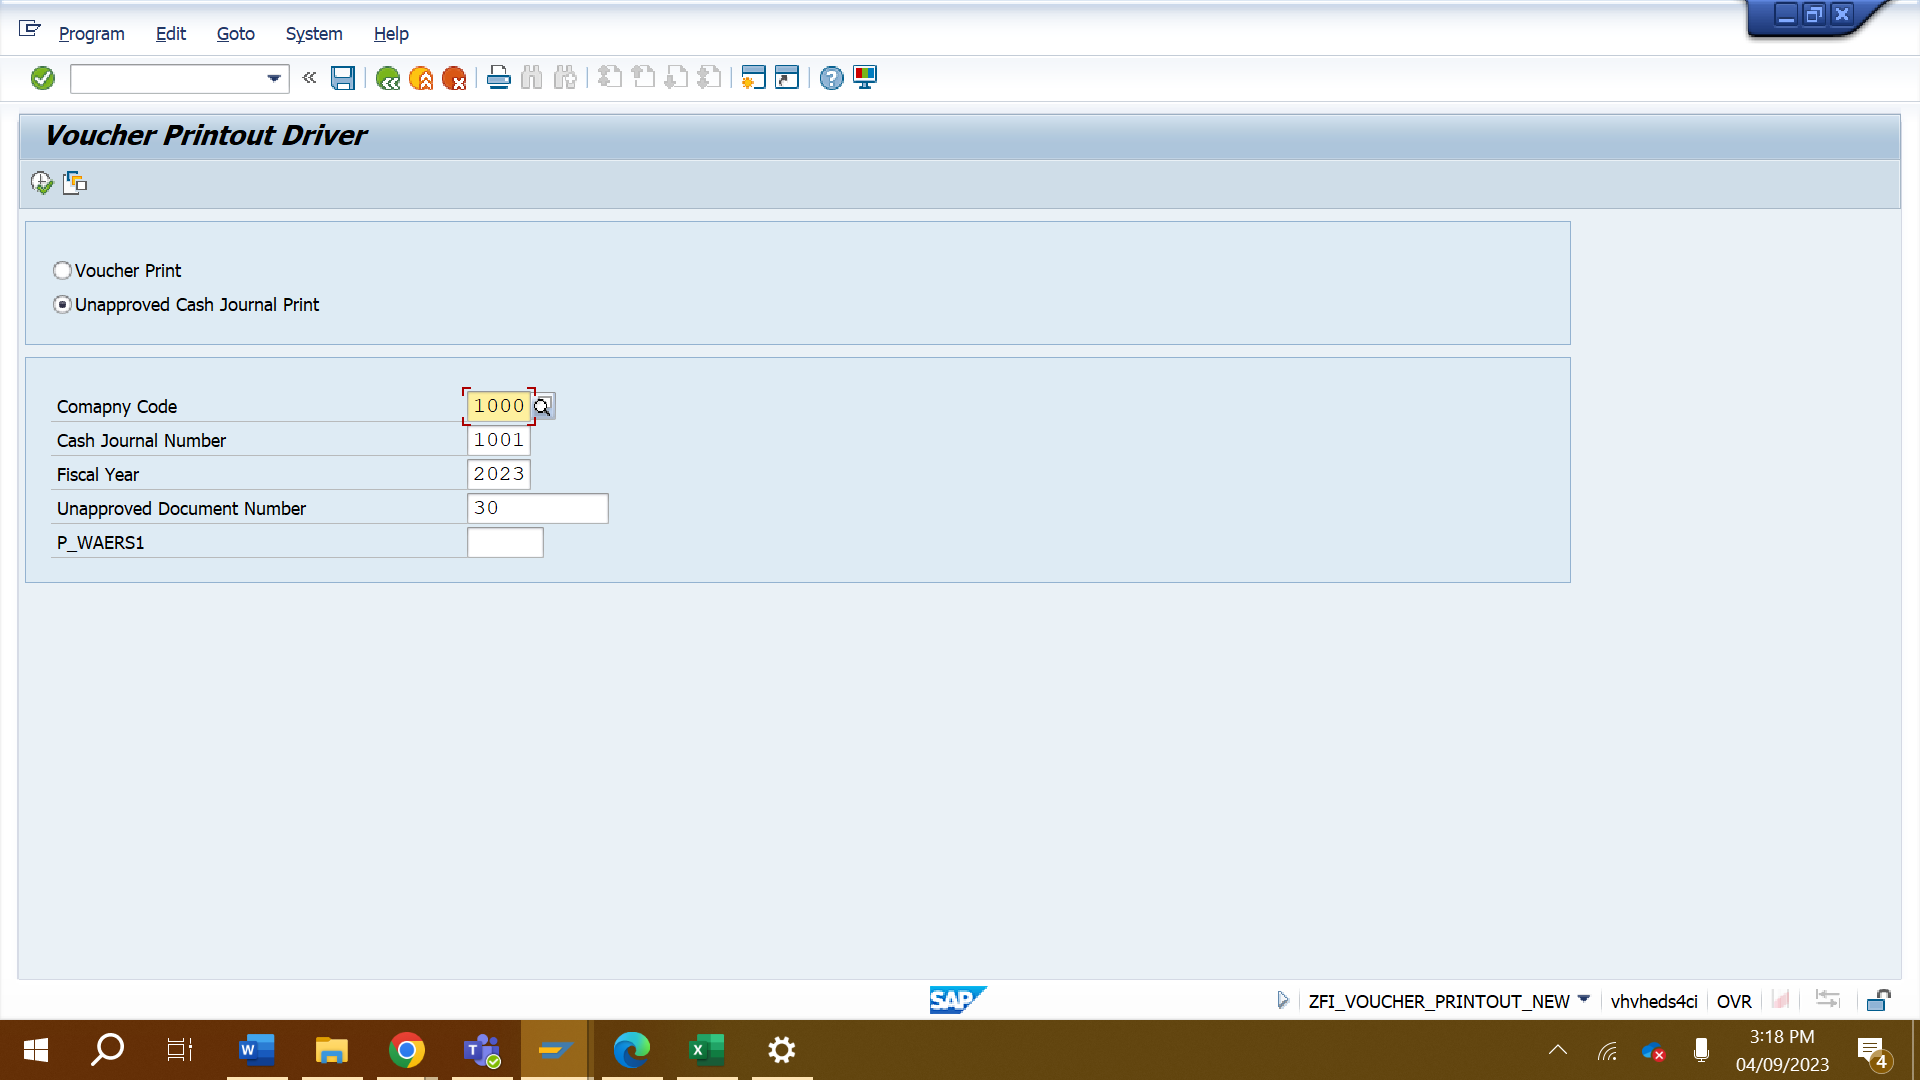 Program Edit Goto System Help
Voucher Printout Driver
Voucher Print
Unapproved Cash Journal Print
Comapny Code 1000
Cash Journal Number 1001
Fiscal Year 2023
Unapproved Document Number 30
P_WAERS1
SAP ZFI_VOUCHER_PRINTOUT_NEW vhvheds4ci OVR
3:18 PM
04/09/2023
4